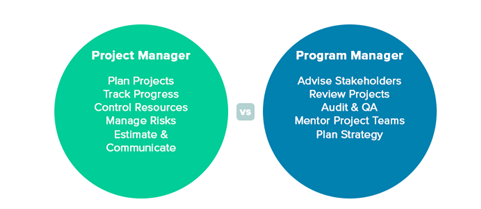 Project Manager
Plan Projects
Track Progress
Control Resources
Manage Risks
Estimate &
Communicate
vs
Program Manager
Advise Stakeholders
Review Projects
Audit & QA
Mentor Project Teams
Plan Strategy